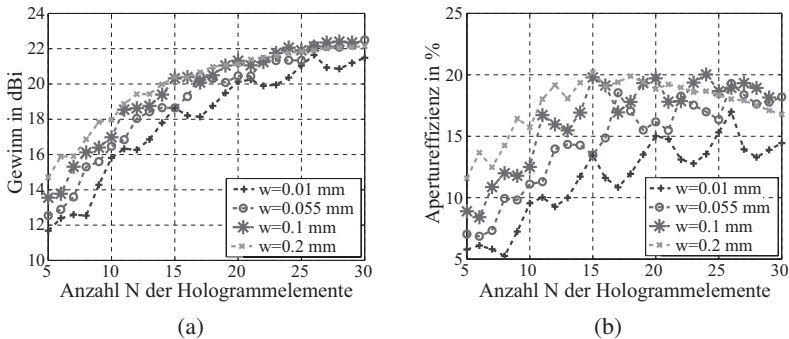 24
22
20
18
16
14
12
10
Gewinn in dBi
w=0.01 mm
w=0.055 mm
w=0.1 mm
w=0.2 mm
5 10 15 20 25 30
Anzahl N der Hologrammelemente
(a)
25
20
15
10
5
Apertureffizienz in %
w=0.01 mm
w=0.055 mm
w=0.1 mm
w=0.2 mm
5 10 15 20 25 30
Anzahl N der Hologrammelemente
(b)